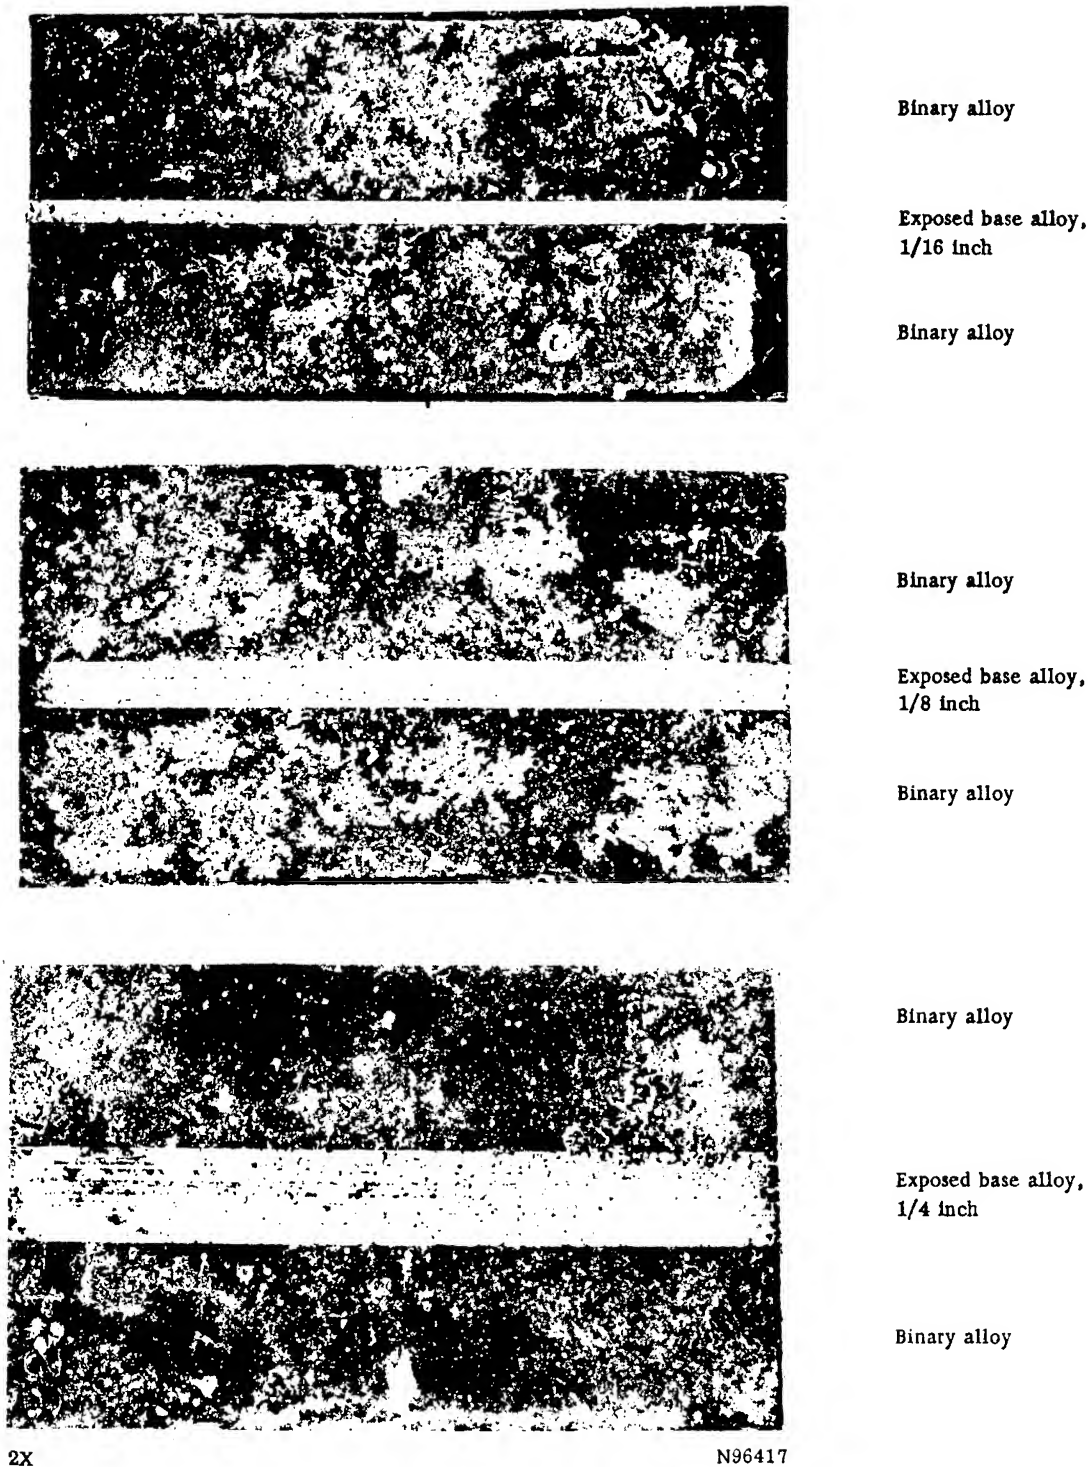 Binary alloy
Exposed base alloy,
1/16 inch
Binary alloy
Binary alloy
Exposed base alloy,
1/8 inch
Binary alloy
Binary alloy
Exposed base alloy,
1/4 inch
Binary alloy
2X
N96417